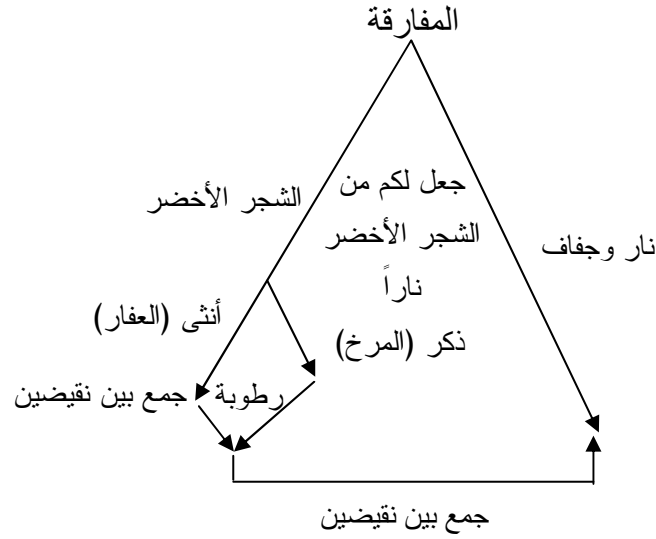 المفارقة
جعل لكم من
الشجر الأخضر
الشجر الأخضر
نار وجفاف
ناراً
أنثى (العفار)
ذكر (المرخ)
رطوبة
جمع بين نقيضين
جمع بين نقيضين